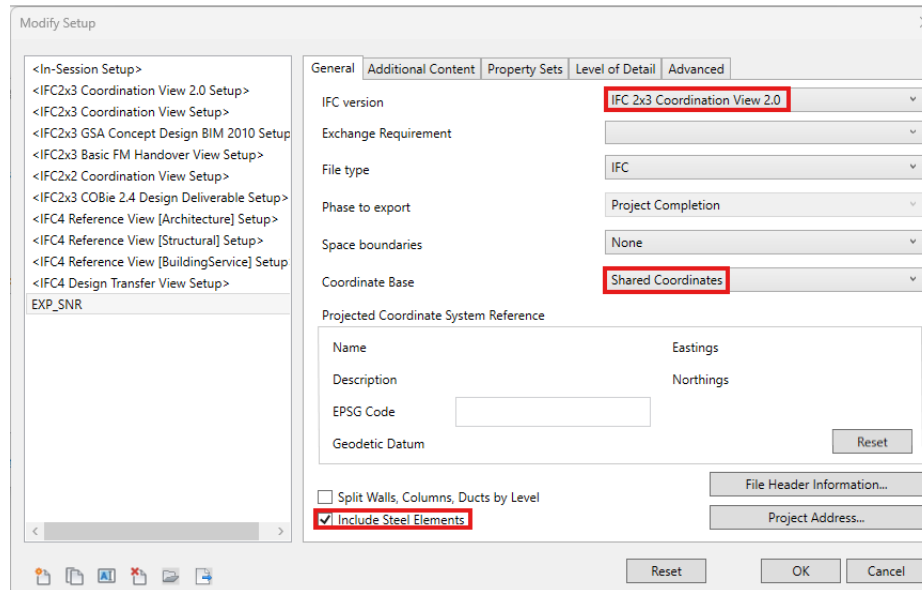 Modify Setup
<In-Session Setup>
<IFC2x3 Coordination View 2.0 Setup>
<IFC2x3 Coordination View Setup>
<IFC2x3 GSA Concept Design BIM 2010 Setup
<IFC2x3 Basic FM Handover View Setup>
<IFC2x2 Coordination View Setup>
<IFC2x3 COBie 2.4 Design Deliverable Setup>
<IFC4 Reference View [Architecture] Setup>
<IFC4 Reference View [Structural] Setup>
<IFC4 Reference View [BuildingService] Setup
<IFC4 Design Transfer View Setup>
EXP_SNR
General Additional Content Property Sets Level of Detail Advanced
IFC version IFC 2x3 Coordination View 2.0
Exchange Requirement
File type IFC
Phase to export Project Completion
Space boundaries None
Coordinate Base Shared Coordinates
Projected Coordinate System Reference
Name Eastings
Description Northings
EPSG Code
Geodetic Datum Reset
File Header Information...
Split Walls, Columns, Ducts by Level
Include Steel Elements Project Address...
Reset OK Cancel